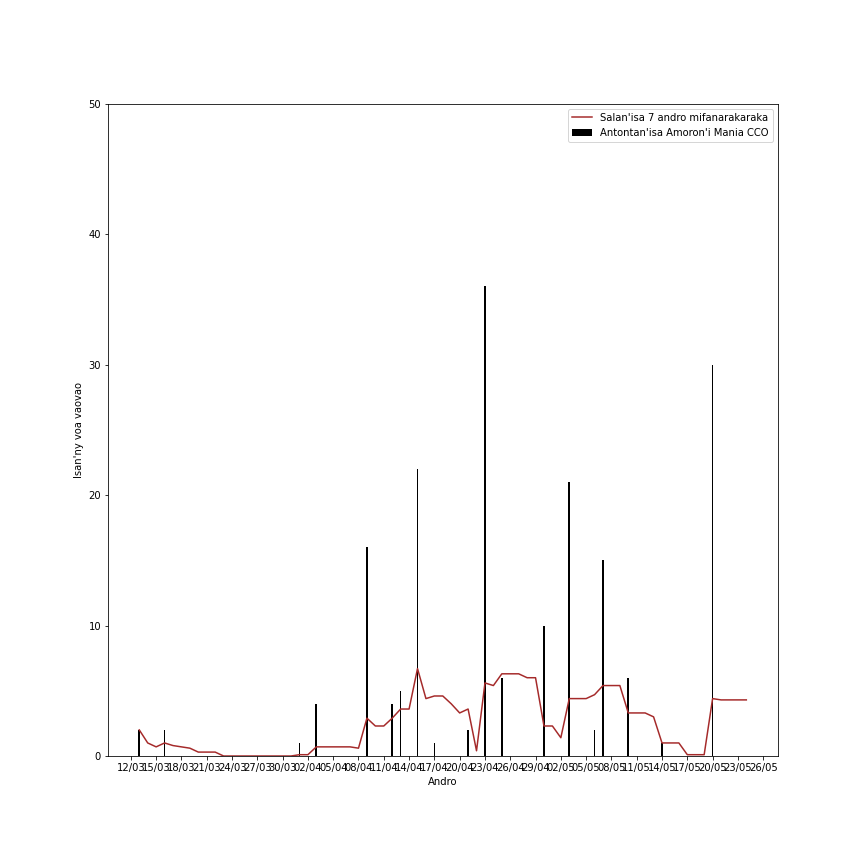 50
Salan'isa 7 andro mifanarakaraka
Antontan'isa Amoron'i Mania CCO
40
30
20
10
0
Isan'ny voa vaovao
12/03 15/03 18/03 21/03 24/03 27/03 30/03 02/04 05/04 08/04 11/04 14/04 17/04 20/04 23/04 26/04 29/04 02/05 05/05 08/05 11/05 14/05 17/05 20/05 23/05 26/05
Andro